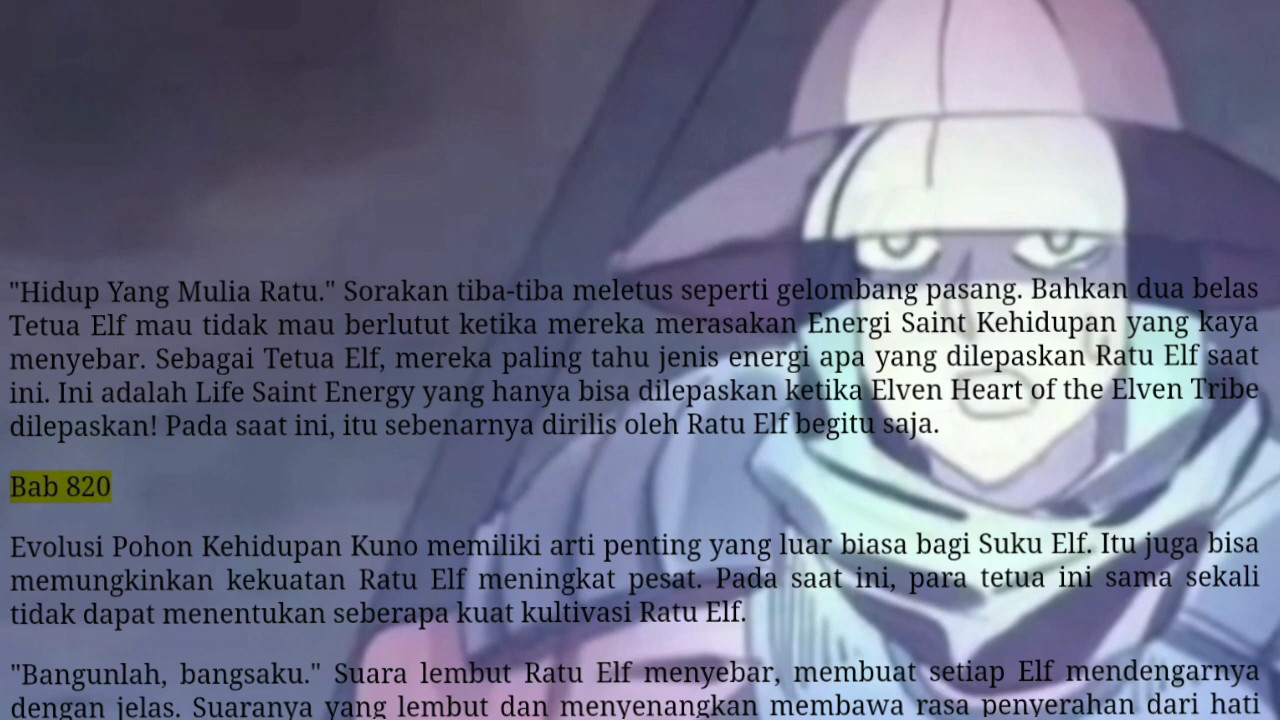 "Hidup Yang Mulia Ratu." Sorakan tiba-tiba meletus seperti gelombang pasang. Bahkan dua belas
Tetua Elf mau tidak mau berlutut ketika mereka merasakan Energi Saint Kehidupan yang kaya
menyebar. Sebagai Tetua Elf, mereka paling tahu jenis energi apa yang dilepaskan Ratu Elf saat
ini. Ini adalah Life Saint Energy yang hanya bisa dilepaskan ketika Elven Heart of the Elven Tribe
dilepaskan! Pada saat ini, itu sebenarnya dirilis oleh Ratu Elf begitu saja.
Bab 820
Evolusi Pohon Kehidupan Kuno memiliki arti penting yang luar biasa bagi Suku Elf. Itu juga bisa
memungkinkan kekuatan Ratu Elf meningkat pesat. Pada saat ini, para tetua ini sama sekali
tidak dapat menentukan seberapa kuat kultivasi Ratu Elf.
"Bangunlah, bangsaku." Suara lembut Ratu Elf menyebar, membuat setiap Elf mendengarnya
dengan jelas. Suaranya yang lembut dan menyenangkan membawa rasa penyerahan dari hati